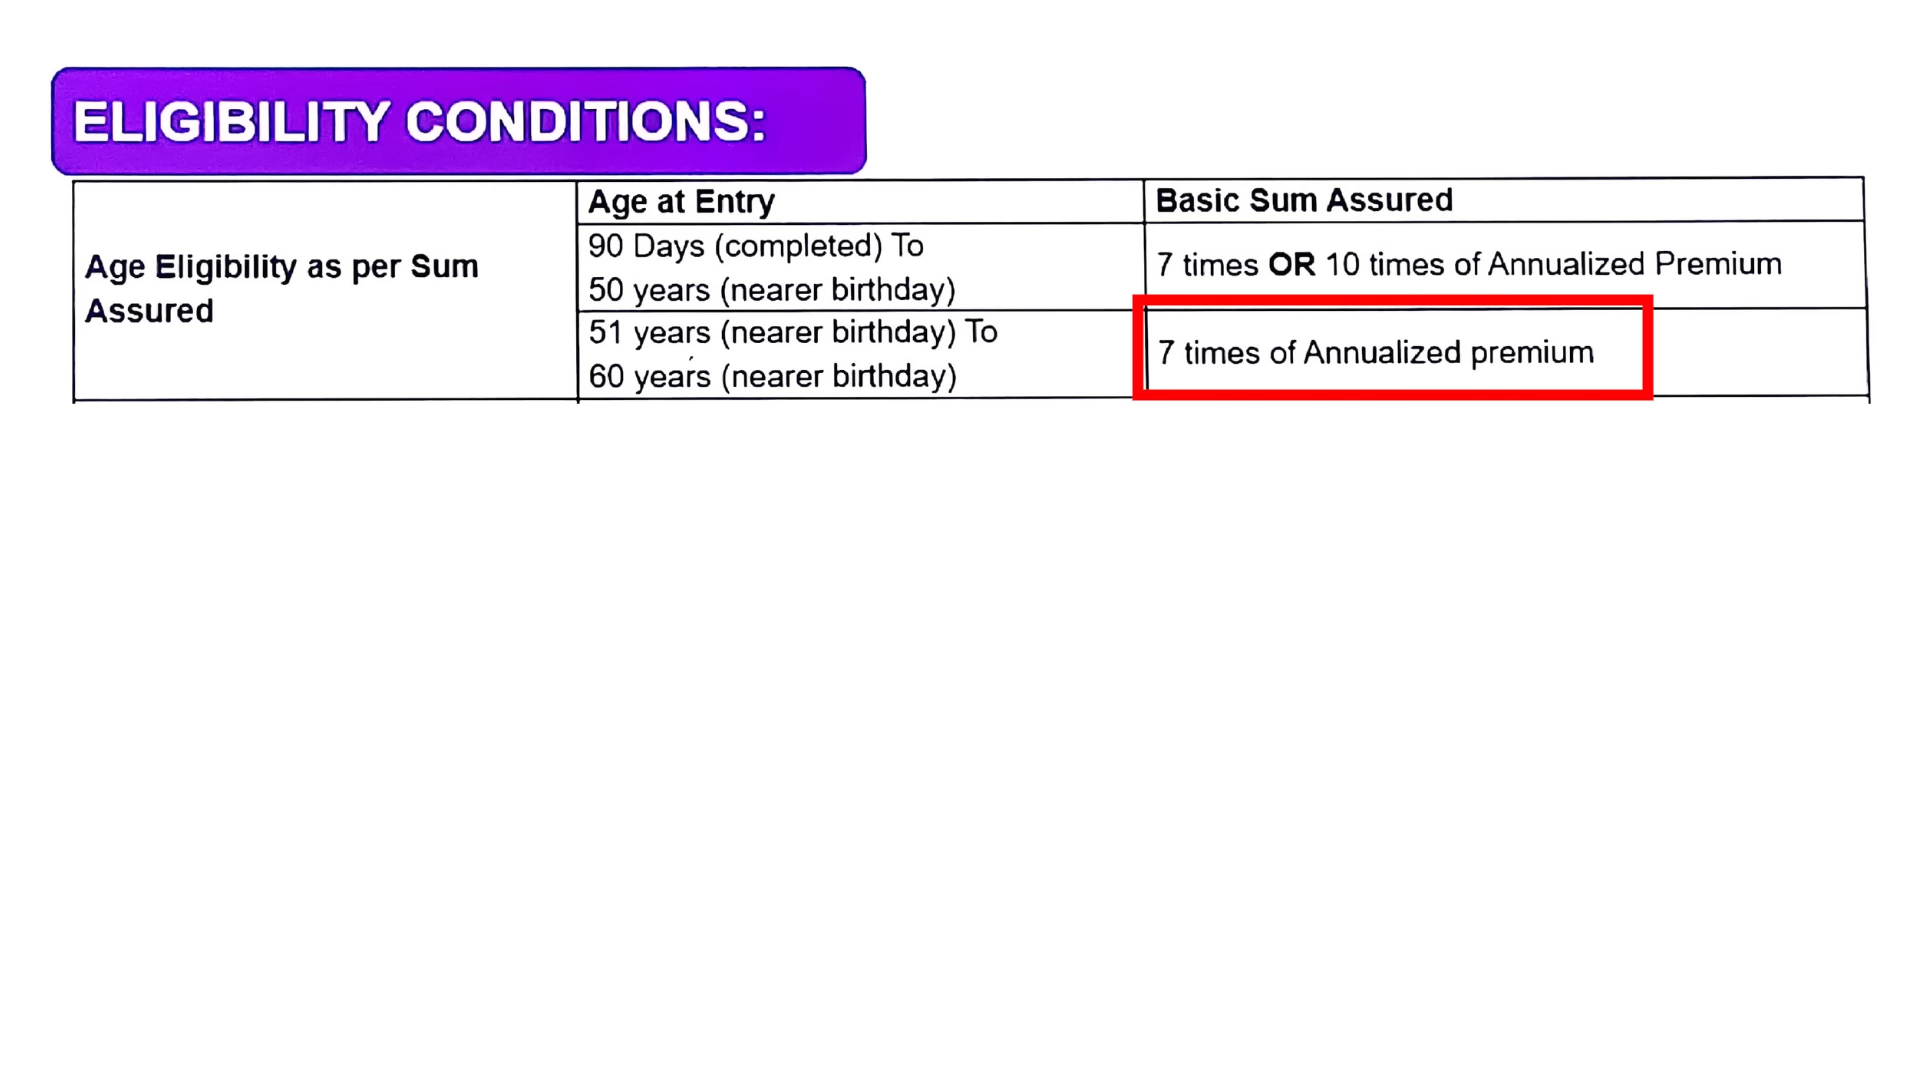 ELIGIBILITY CONDITIONS:
Age Eligibility as per Sum
Assured
Age at Entry
Basic Sum Assured
90 Days (completed) To
50 years (nearer birthday)
7 times OR 10 times of Annualized Premium
51 years (nearer birthday) To
60 years (nearer birthday)
7 times of Annualized premium